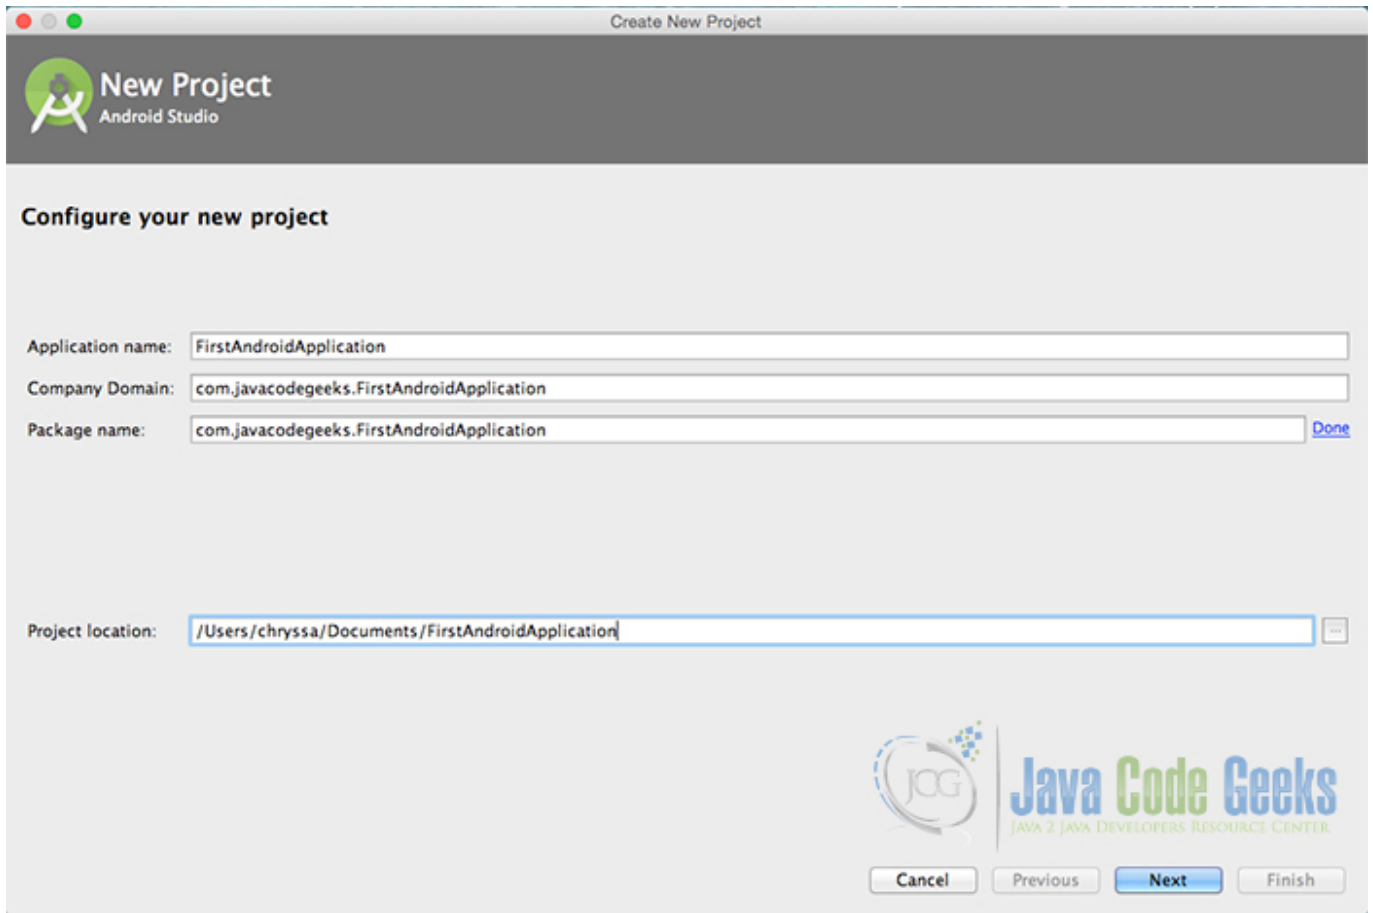 Create New Project
New Project
Android Studio
Configure your new project
Application name: FirstAndroidApplication
Company Domain: com.javacodegeeks.FirstAndroidApplication
Package name: com.javacodegeeks.FirstAndroidApplication Done
Project location: /Users/chryssa/Documents/FirstAndroidApplication ...
JCG
Java Code Geeks
JAVA 2 JAVA DEVELOPERS RESOURCE CENTER
Cancel Previous Next Finish